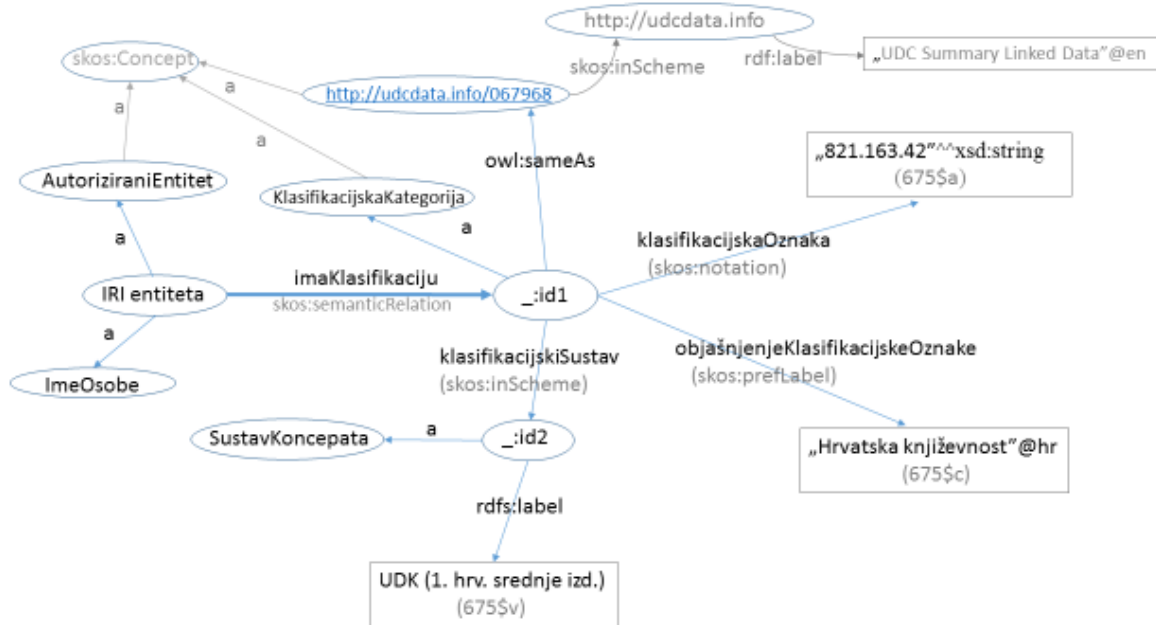 http://udcdata.info
skos:Concept
skos:inScheme
rdf:label
„UDC Summary Linked Data”@en
http://udcdata.info/067968
a
a
a
owl:sameAs
„821.163.42”^^xsd:string
(675$a)
AutoriziraniEntitet
KlasifikacijskaKategorija
a
a
klasifikacijskaOznaka
(skos:notation)
imaKlasifikaciju
skos:semanticRelation
IRI entiteta
_:id1
a
klasifikacijskiSustav
(skos:inScheme)
objašnjenjeKlasifikacijskeOznake
(skos:prefLabel)
ImeOsobe
SustavKoncepata
a
_:id2
„Hrvatska književnost”@hr
(675$c)
rdfs:label
UDK (1. hrv. srednje izd.)
(675$v)